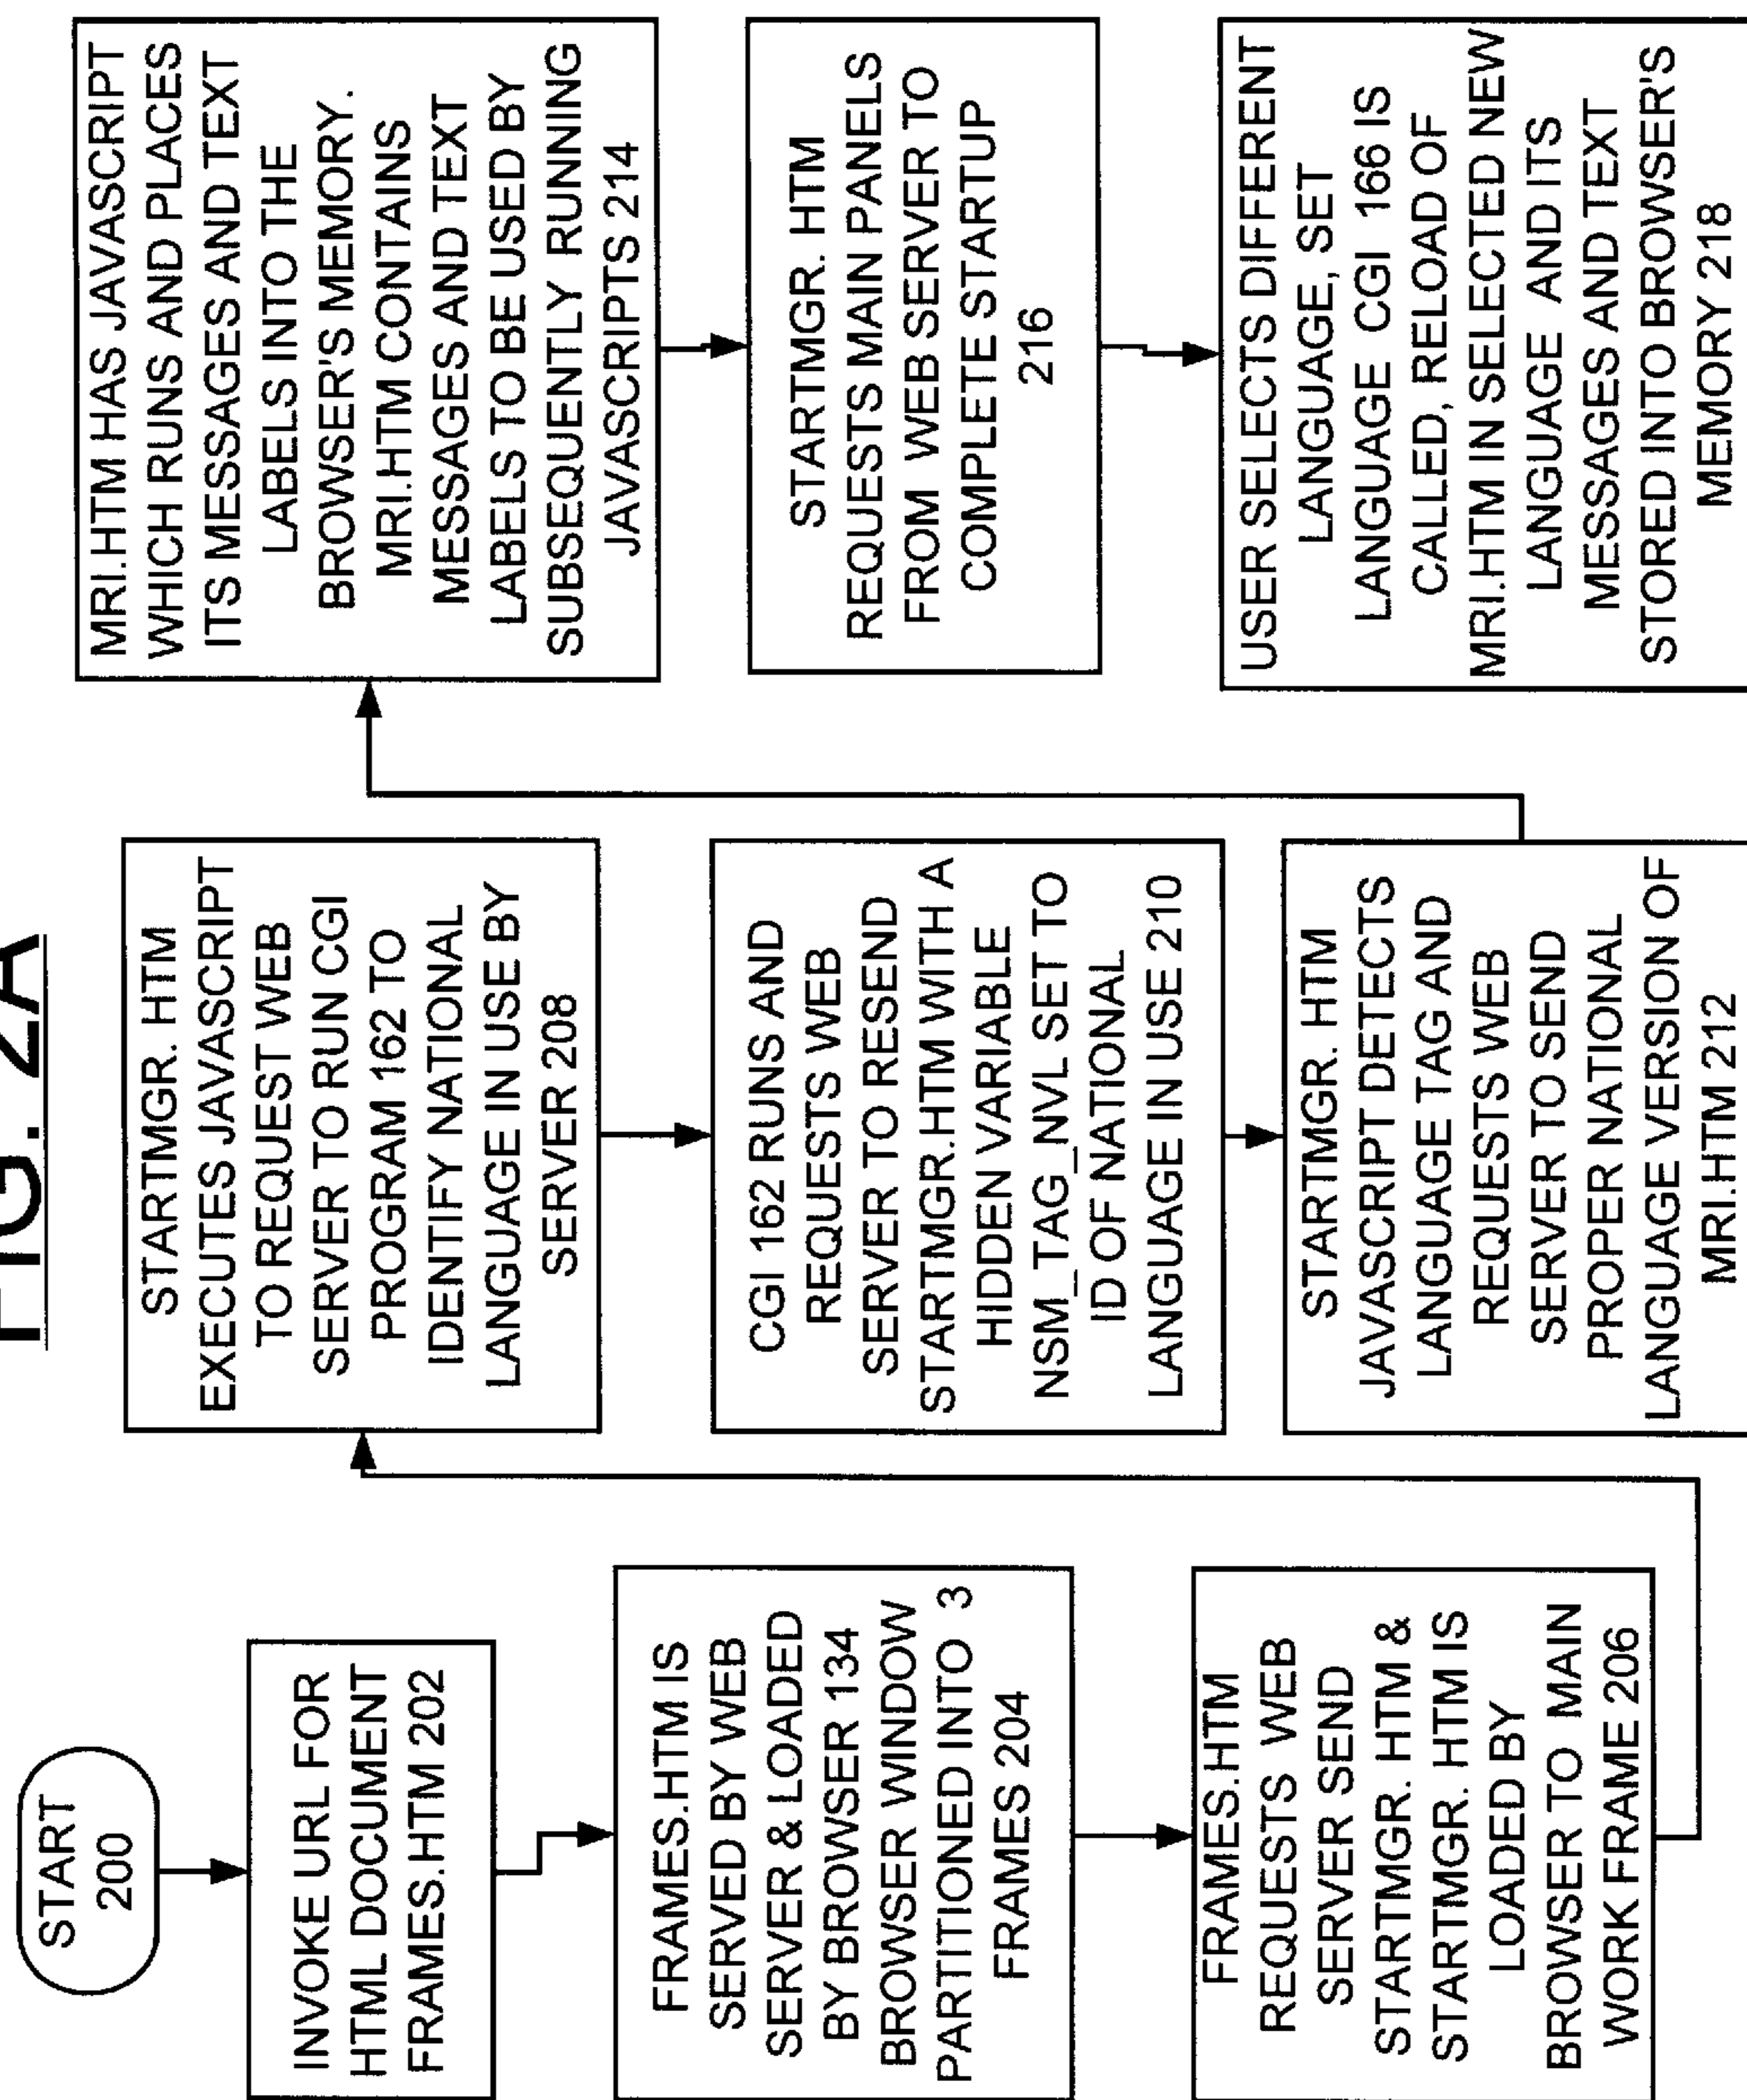 FIG. 2A
START
200
INVOKE URL FOR
HTML DOCUMENT
FRAMES.HTM 202
FRAMES.HTM IS
SERVED BY WEB
SERVER & LOADED
BY BROWSER 134
BROWSER WINDOW
PARTITIONED INTO 3
FRAMES 204
FRAMES.HTM
REQUESTS WEB
SERVER SEND
STARTMGR. HTM &
STARTMGR. HTM IS
LOADED BY
BROWSER TO MAIN
WORK FRAME 206
STARTMGR. HTM
EXECUTES JAVASCRIPT
TO REQUEST WEB
SERVER TO RUN CGI
PROGRAM 162 TO
IDENTIFY NATIONAL
LANGUAGE IN USE BY
SERVER 208
CGI 162 RUNS AND
REQUESTS WEB
SERVER TO RESEND
STARTMGR.HTM WITH A
HIDDEN VARIABLE
NSM_TAG_NVL SET TO
ID OF NATIONAL
LANGUAGE IN USE 210
STARTMGR. HTM
JAVASCRIPT DETECTS
LANGUAGE TAG AND
REQUESTS WEB
SERVER TO SEND
PROPER NATIONAL
LANGUAGE VERSION OF
MRI.HTM 212
MRI.HTM HAS JAVASCRIPT
WHICH RUNS AND PLACES
ITS MESSAGES AND TEXT
LABELS INTO THE
BROWSER'S MEMORY.
MRI.HTM CONTAINS
MESSAGES AND TEXT
LABELS TO BE USED BY
SUBSEQUENTLY RUNNING
JAVASCRIPTS 214
STARTMGR. HTM
REQUESTS MAIN PANELS
FROM WEB SERVER TO
COMPLETE STARTUP
216
USER SELECTS DIFFERENT
LANGUAGE, SET
LANGUAGE CGI 166 IS
CALLED, RELOAD OF
MRI.HTM IN SELECTED NEW
LANGUAGE AND ITS
MESSAGES AND TEXT
STORED INTO BROWSER'S
MEMORY 218